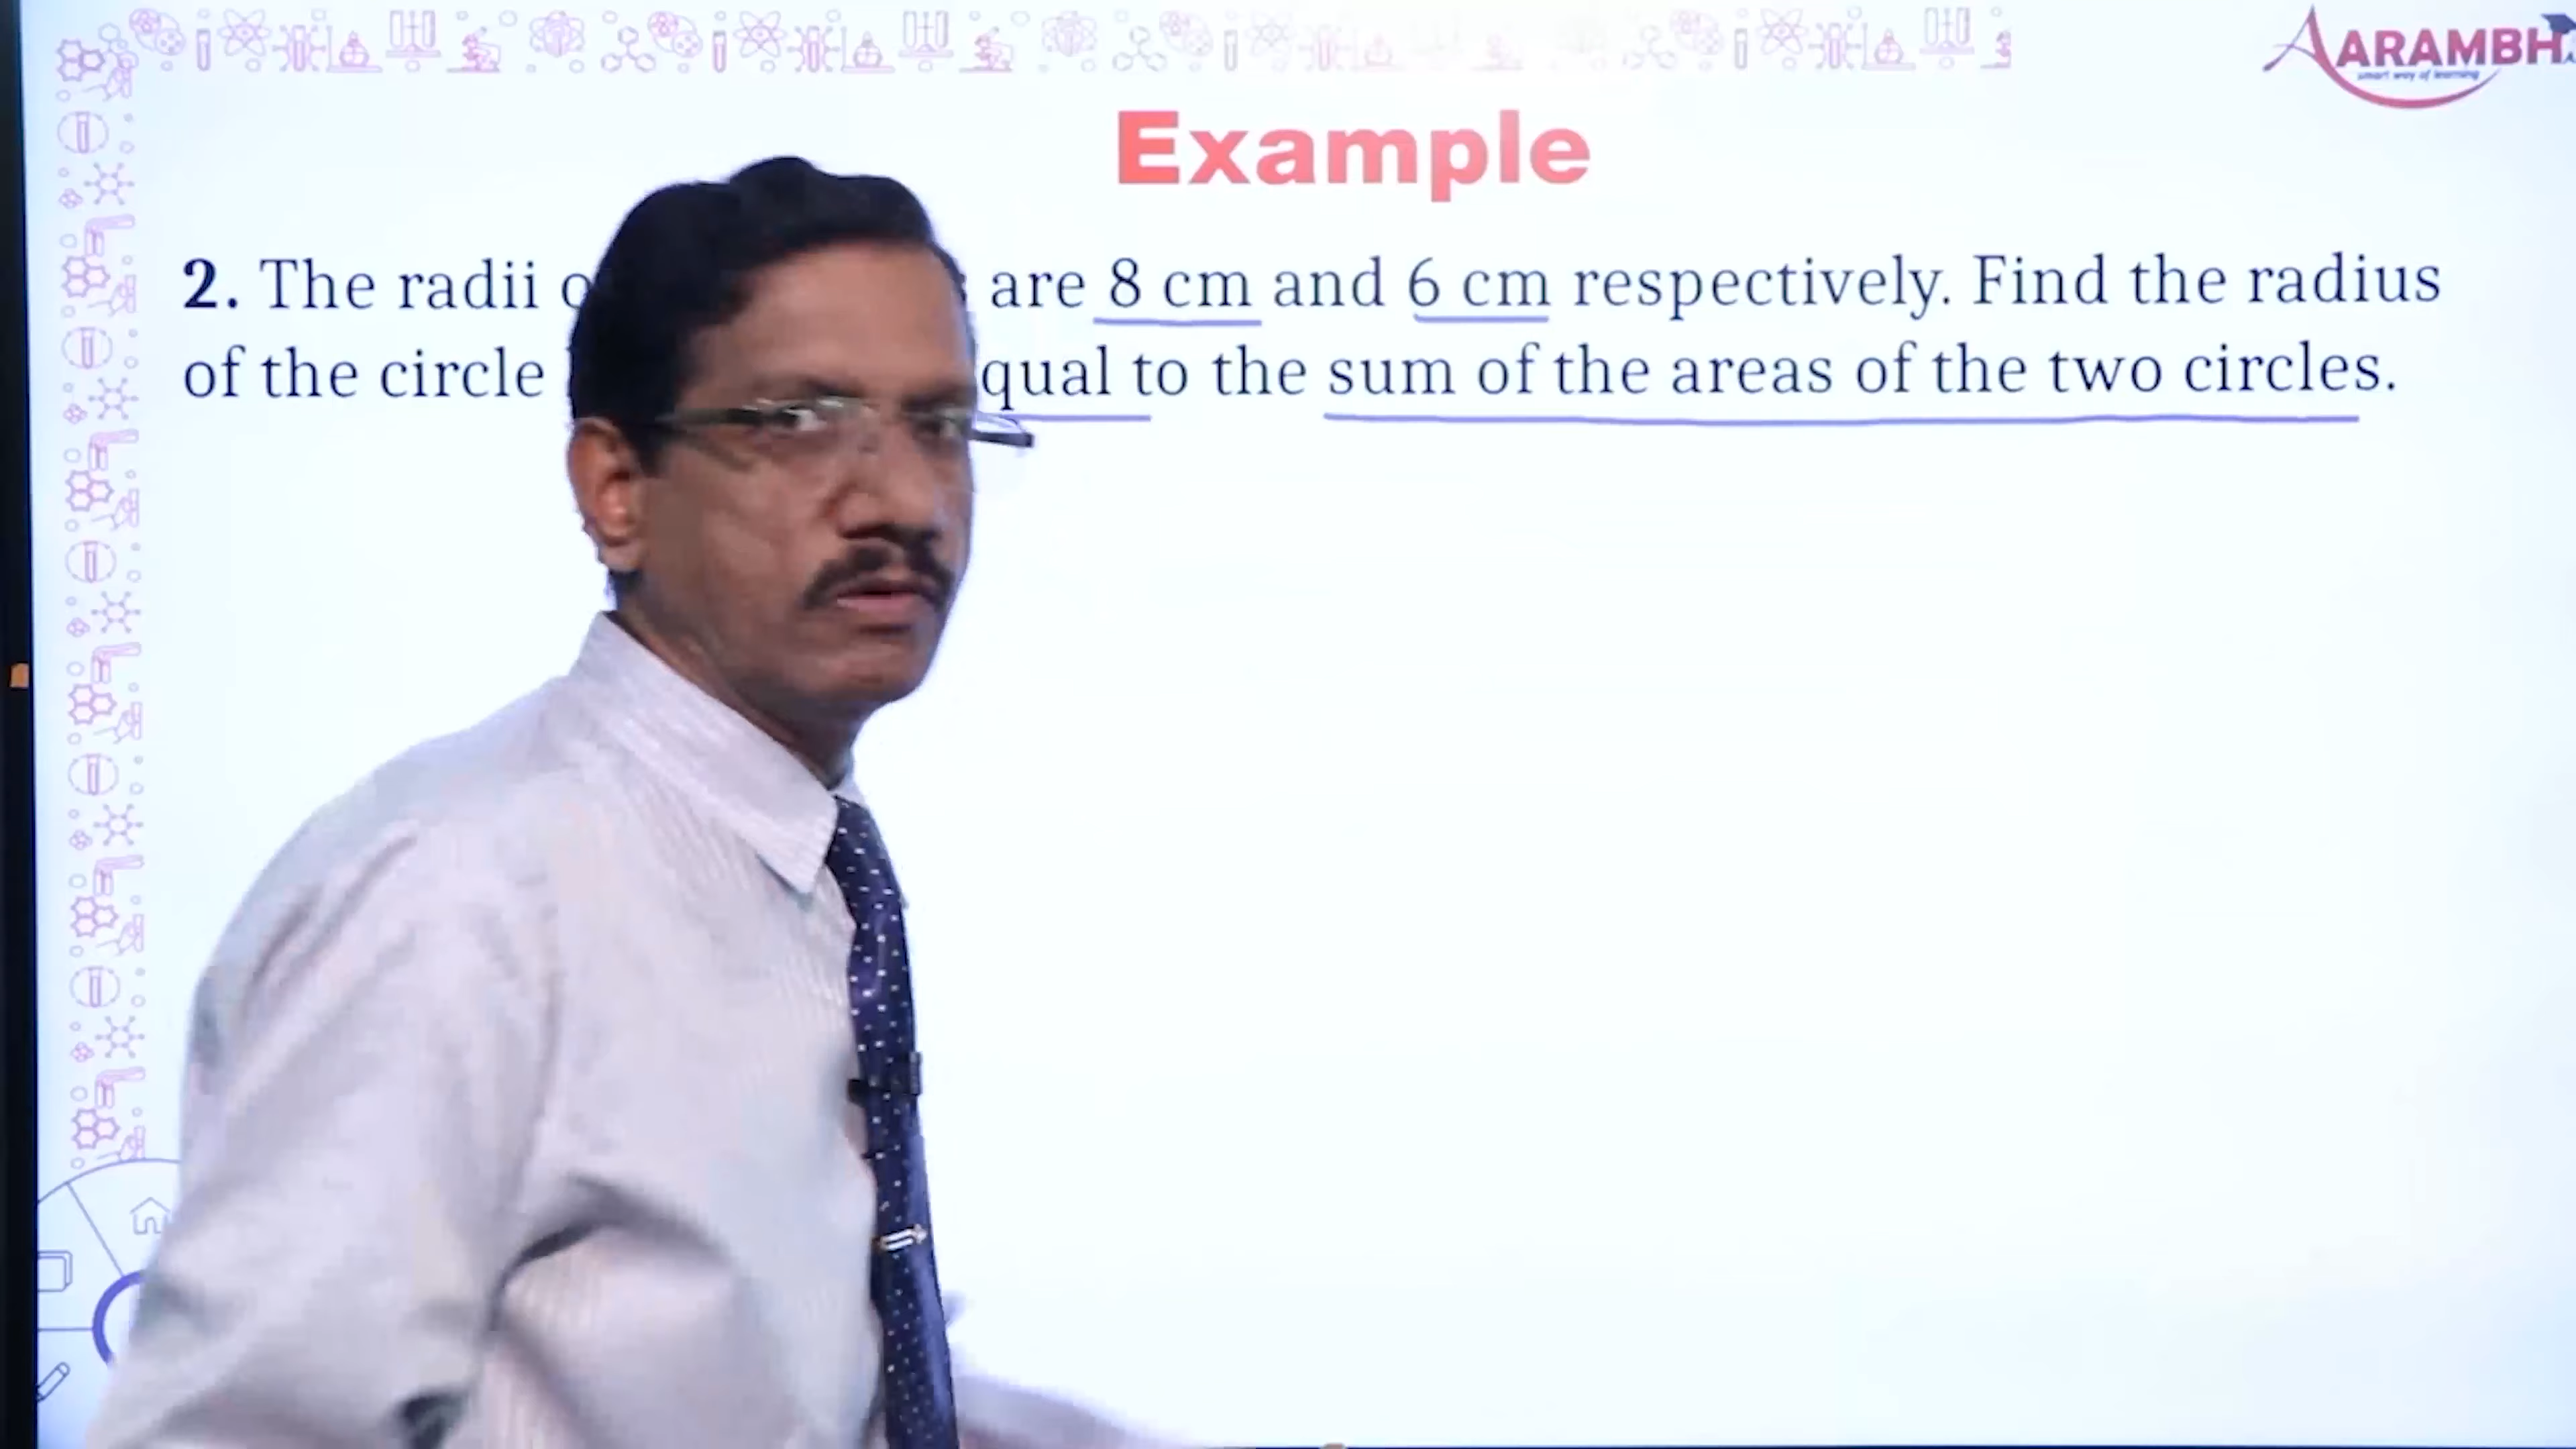 AARAMBH
smart way of learning
Example
2. The radii are 8 cm and 6 cm respectively. Find the radius
of the circle qual to the sum of the areas of the two circles.